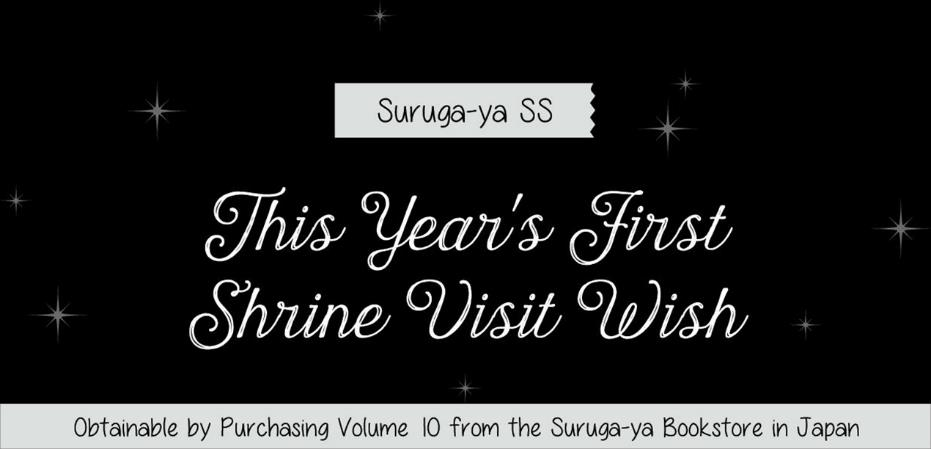 Suruga-ya SS
This Year's First
Shrine Visit Wish
Obtainable by Purchasing Volume 10 from the Suruga-ya Bookstore in Japan